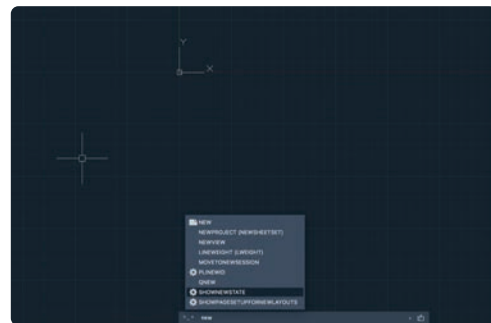 Y
X
NEW
NEWPROJECT (NEWSHEETSET)
NEWVIEW
LINEWEIGHT (LWEIGHT)
MOVETONEWSESSION
PLINEWID
QNEW
SHOWNEWSTATE
SHOWPAGESETUPFORNEWLAYOUTS
new